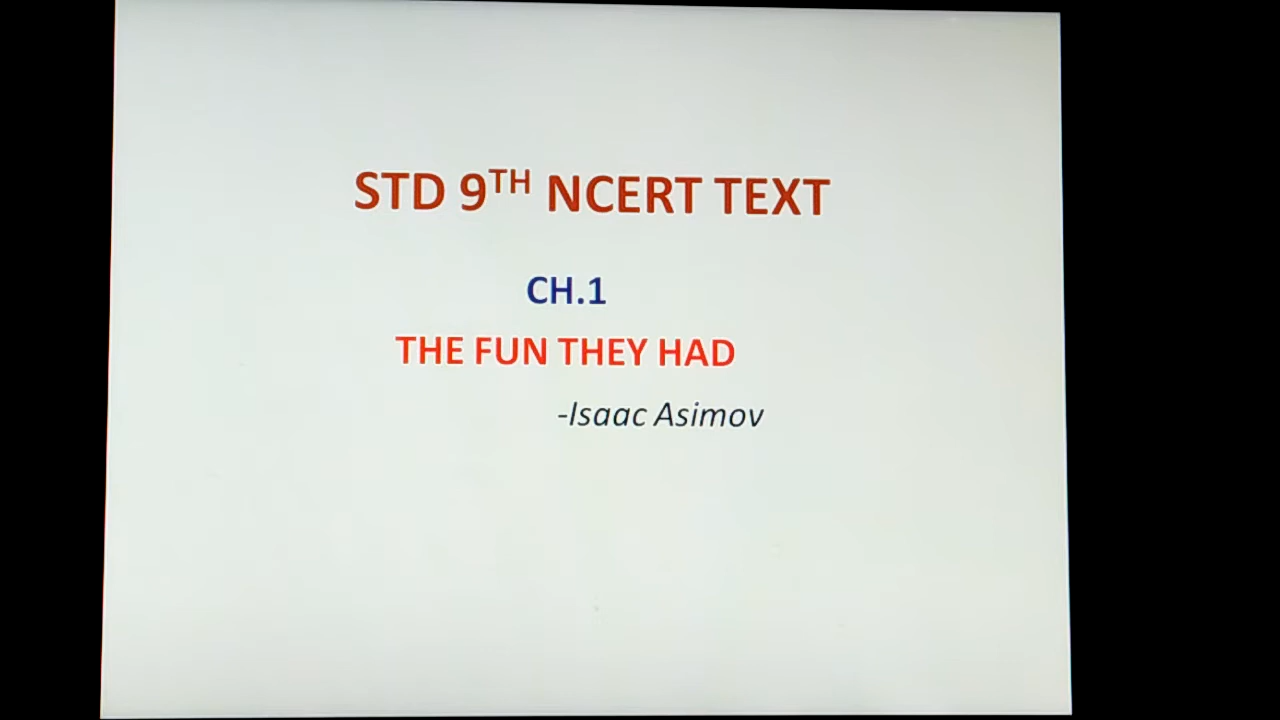 STD 9TH NCERT TEXT
CH.1
THE FUN THEY HAD
-Isaac Asimov